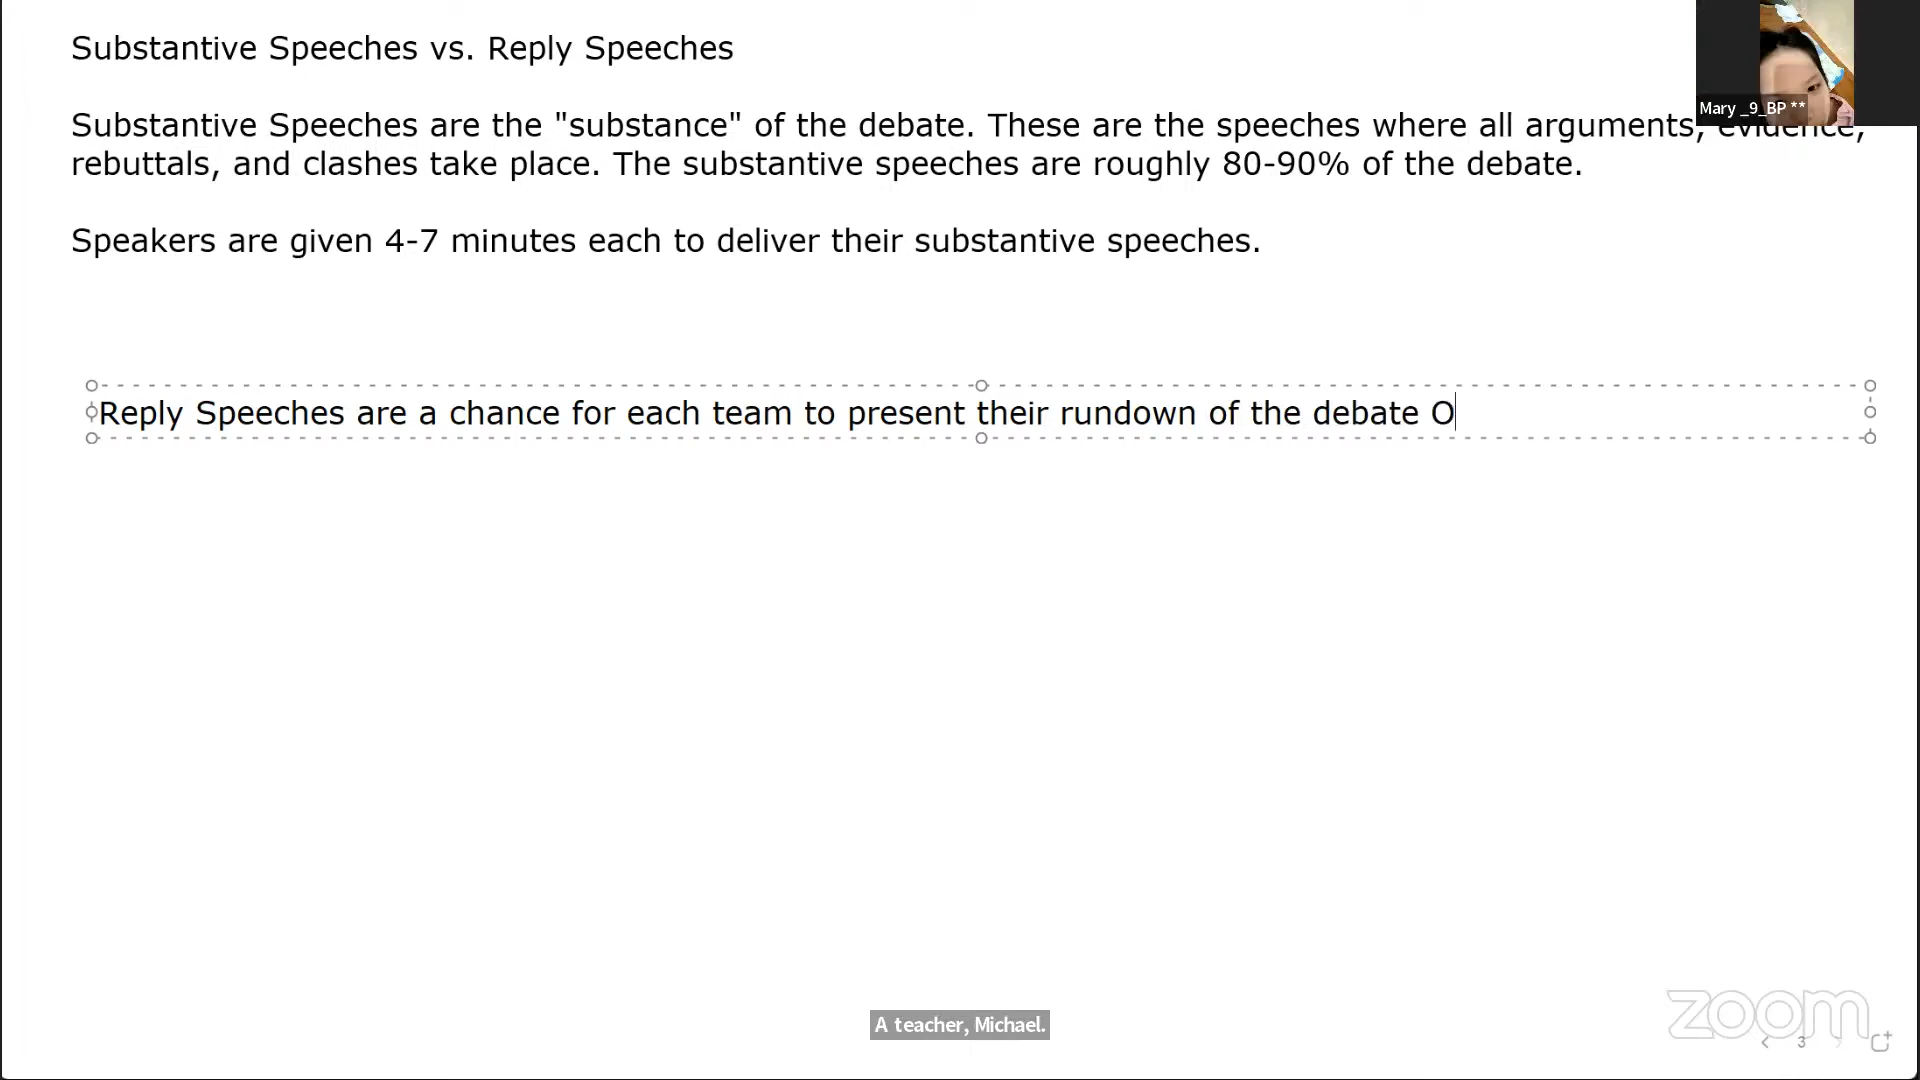 Substantive Speeches vs. Reply Speeches
Mary _9_BP **
Substantive Speeches are the "substance" of the debate. These are the speeches where all arguments, evidence,
rebuttals, and clashes take place. The substantive speeches are roughly 80-90% of the debate.
Speakers are given 4-7 minutes each to deliver their substantive speeches.
Reply Speeches are a chance for each team to present their rundown of the debate O
A teacher, Michael.
zoom
3